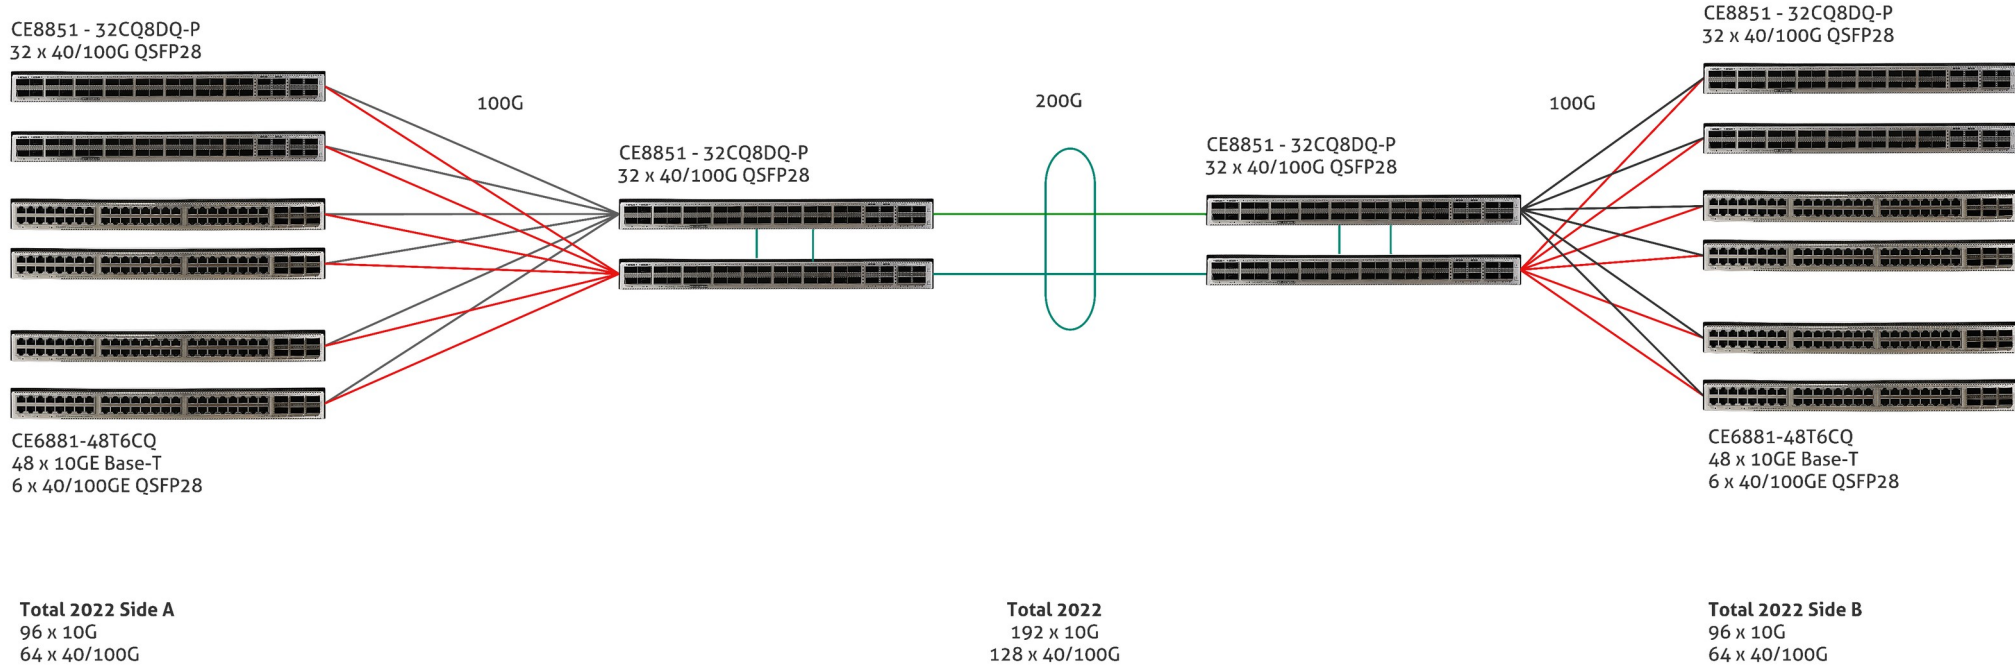 CE8851 - 32CQ8DQ-P
32 x 40/100G QSFP28
CE6881-48T6CQ
48 x 10GE Base-T
6 x 40/100GE QSFP28
100G
CE8851 - 32CQ8DQ-P
32 x 40/100G QSFP28
200G
CE8851 - 32CQ8DQ-P
32 x 40/100G QSFP28
100G
CE8851 - 32CQ8DQ-P
32 x 40/100G QSFP28
CE6881-48T6CQ
48 x 10GE Base-T
6 x 40/100GE QSFP28
Total 2022 Side A
96 x 10G
64 x 40/100G
Total 2022
192 x 10G
128 x 40/100G
Total 2022 Side B
96 x 10G
64 x 40/100G